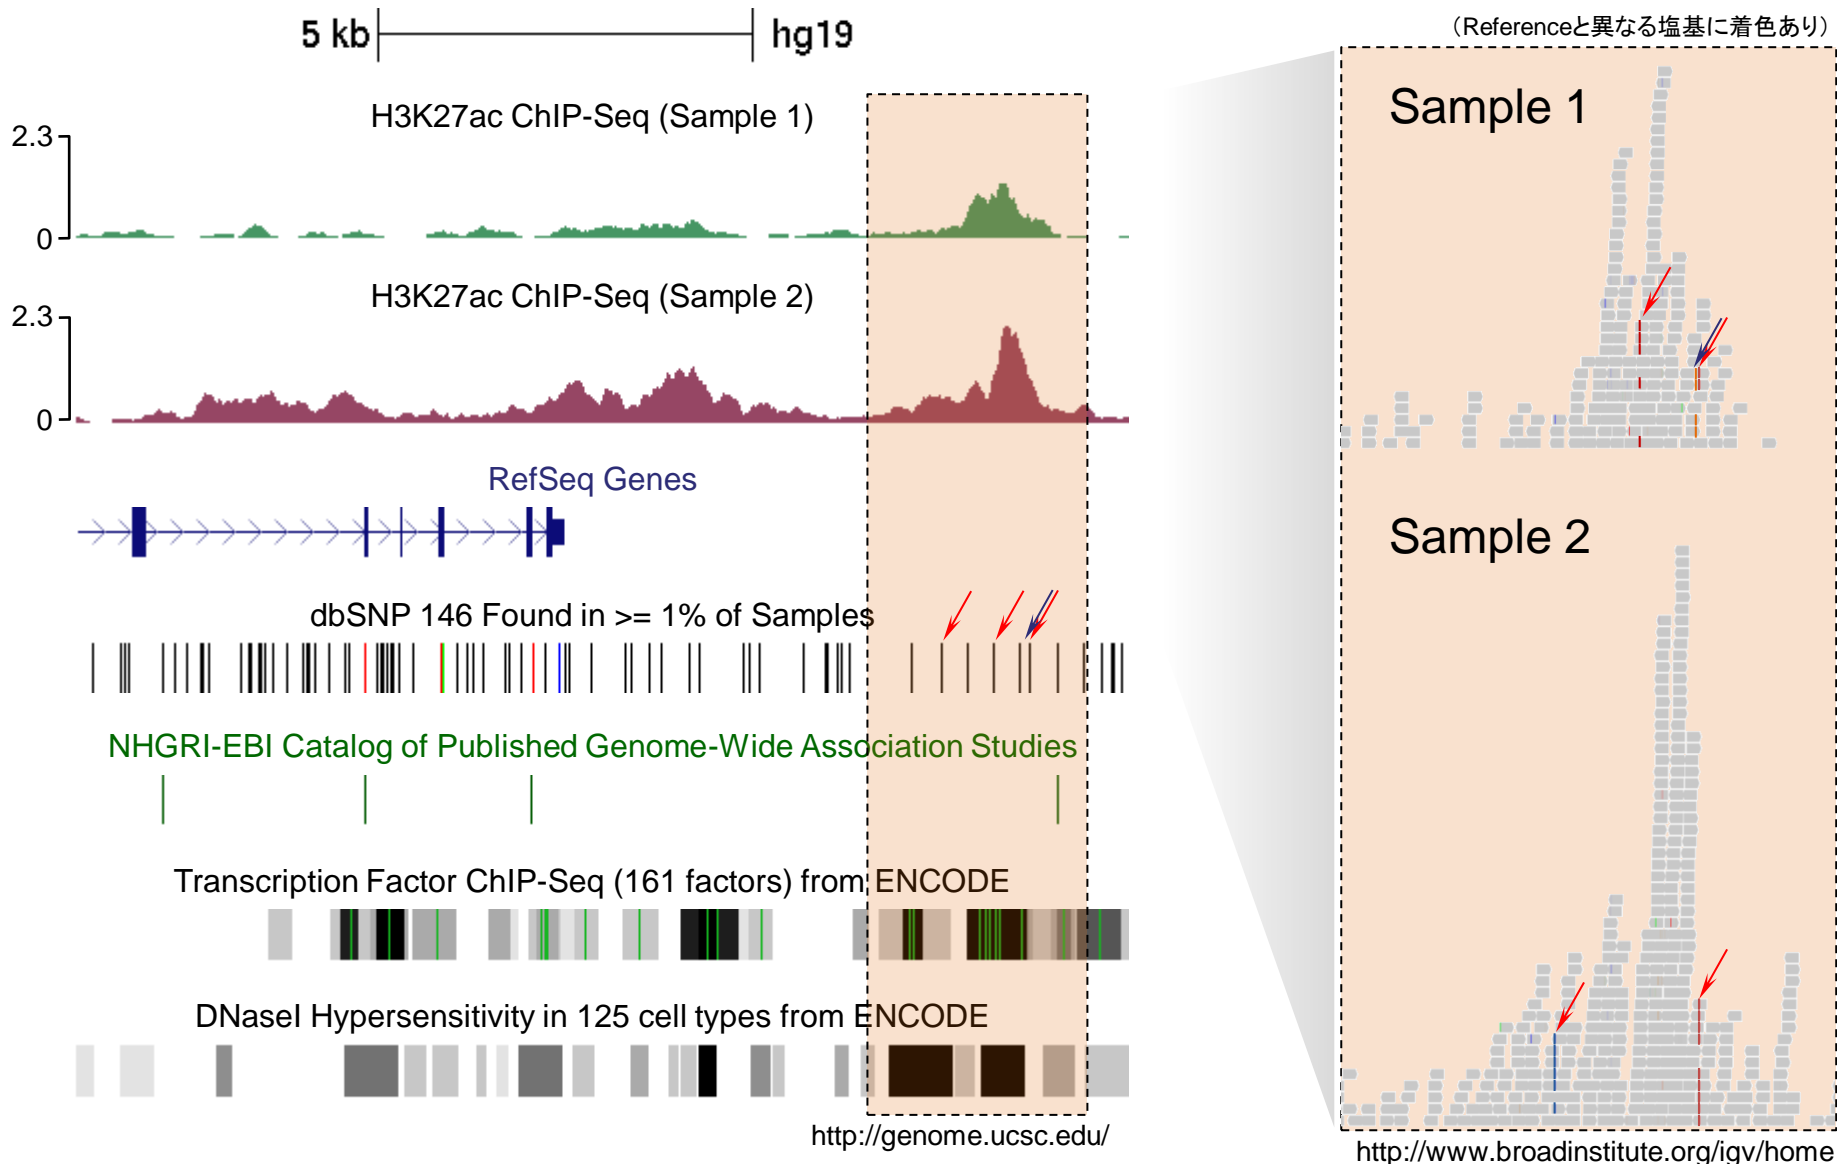 5 kb
hg19
(Referenceと異なる塩基に着色あり)
H3K27ac ChIP-Seq (Sample 1)
2.3
0
H3K27ac ChIP-Seq (Sample 2)
2.3
0
RefSeq Genes
dbSNP 146 Found in >= 1% of Samples
NHGRI-EBI Catalog of Published Genome-Wide Association Studies
Transcription Factor ChIP-Seq (161 factors) from ENCODE
DNaseI Hypersensitivity in 125 cell types from ENCODE
http://genome.ucsc.edu/
Sample 1
Sample 2
http://www.broadinstitute.org/igv/home